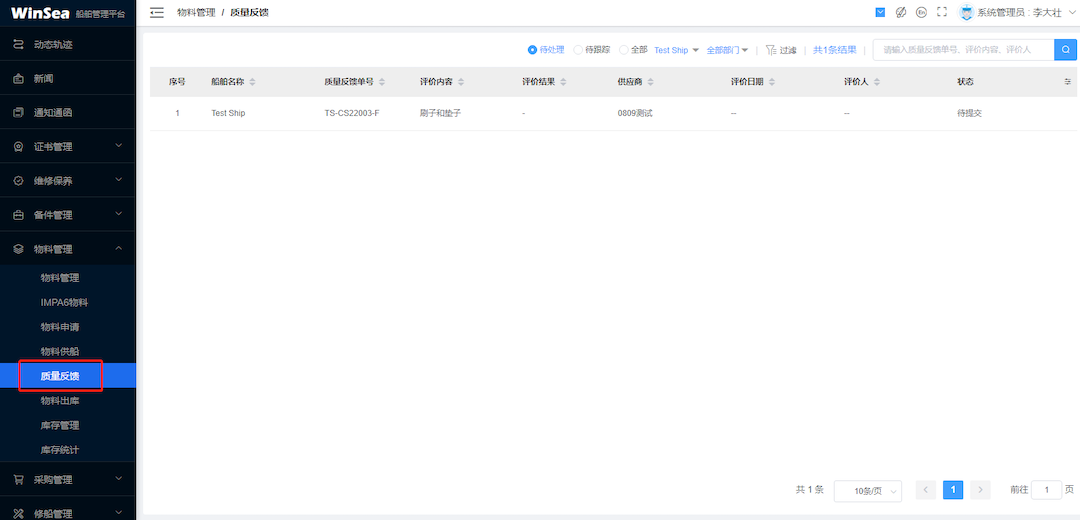 WinSea 船舶管理平台
物料管理 / 质量反馈
En
系统管理员 : 李大壮
动态轨迹
新闻
通知通函
证书管理
维修保养
备件管理
物料管理
物料管理
IMPA6物料
物料申请
物料供船
质量反馈
物料出库
库存管理
库存统计
采购管理
修船管理
待处理 待跟踪 全部 Test Ship 全部部门 过滤 共1条结果 请输入质量反馈单号、评价内容、评价人
序号 船舶名称 质量反馈单号 评价内容 评价结果 供应商 评价日期 评价人 状态
1 Test Ship TS-CS22003-F 刷子和垫子 - 0809测试 -- -- 待提交
共 1 条 10条/页 1 前往 1 页